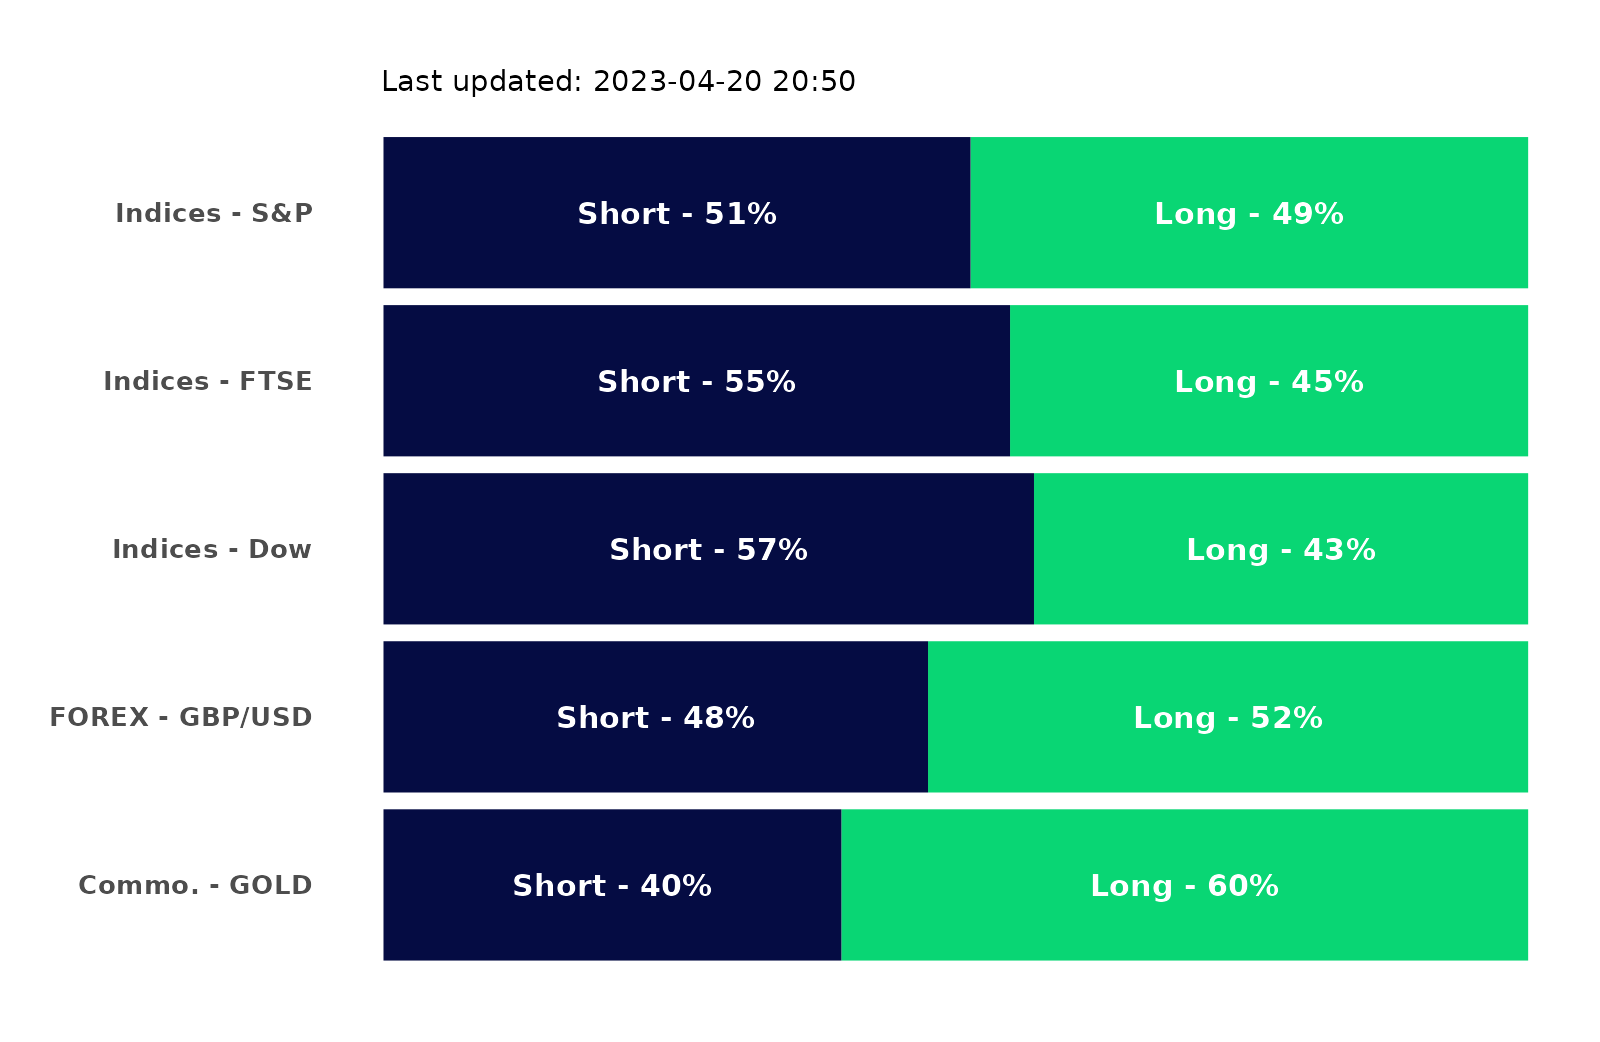 Last updated: 2023-04-20 20:50
Indices - S&P Short - 51% Long - 49%
Indices - FTSE Short - 55% Long - 45%
Indices - Dow Short - 57% Long - 43%
FOREX - GBP/USD Short - 48% Long - 52%
Commo. - GOLD Short - 40% Long - 60%